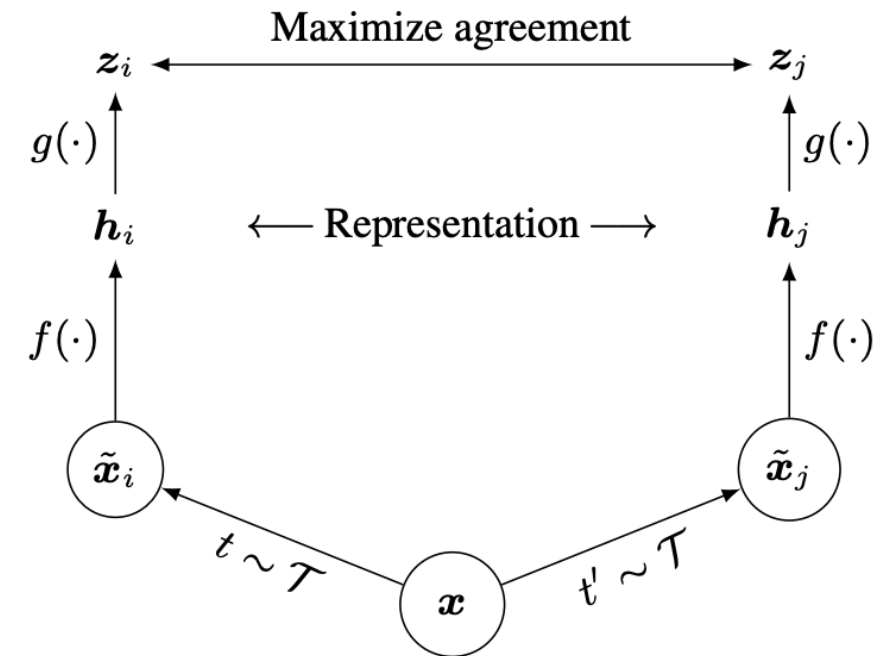 Maximize agreement
z_i z_j
g(·) g(·)
h_i ← Representation → h_j
f(·) f(·)
x̃_i x̃_j
t ∼ 𝒯 t′ ∼ 𝒯
x